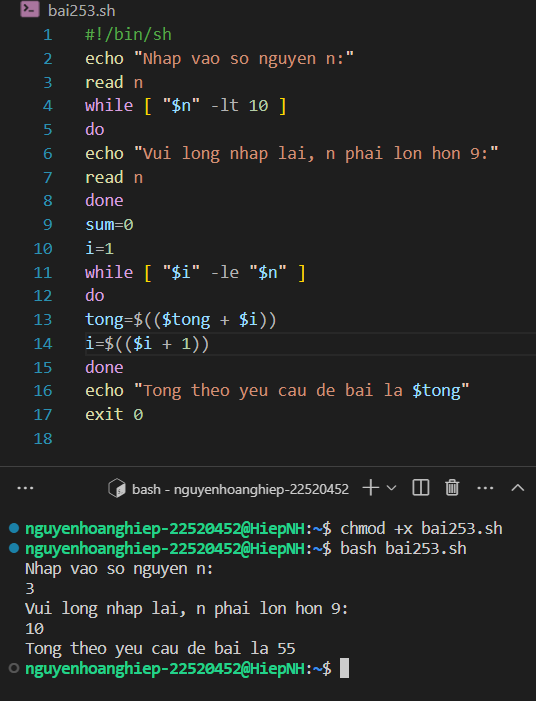 bai253.sh
1 #!/bin/sh
2 echo "Nhap vao so nguyen n:"
3 read n
4 while [ "$n" -lt 10 ]
5 do
6 echo "Vui long nhap lai, n phai lon hon 9:"
7 read n
8 done
9 sum=0
10 i=1
11 while [ "$i" -le "$n" ]
12 do
13 tong=$(($tong + $i))
14 i=$(($i + 1))
15 done
16 echo "Tong theo yeu cau de bai la $tong"
17 exit 0
18
bash - nguyenhoanghiep-22520452
nguyenhoanghiep-22520452@HiepNH:~$ chmod +x bai253.sh
nguyenhoanghiep-22520452@HiepNH:~$ bash bai253.sh
Nhap vao so nguyen n:
3
Vui long nhap lai, n phai lon hon 9:
10
Tong theo yeu cau de bai la 55
nguyenhoanghiep-22520452@HiepNH:~$